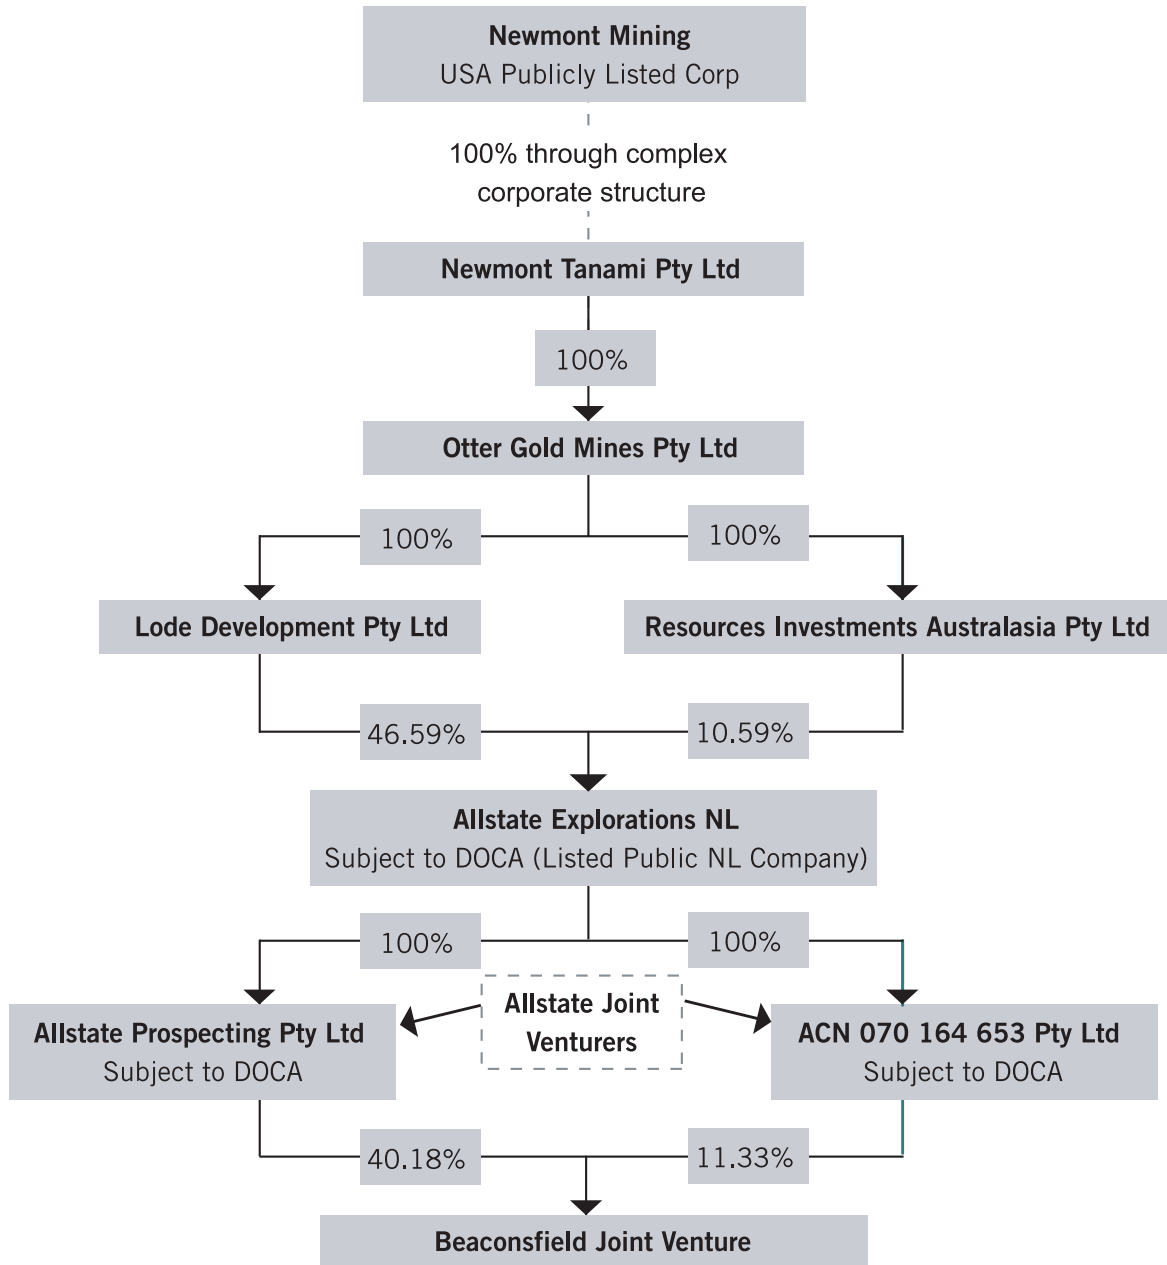 Newmont Mining
USA Publicly Listed Corp
100% through complex
corporate structure
Newmont Tanami Pty Ltd
100%
Otter Gold Mines Pty Ltd
100%
100%
Lode Development Pty Ltd
Resources Investments Australasia Pty Ltd
46.59%
10.59%
Allstate Explorations NL
Subject to DOCA (Listed Public NL Company)
100%
100%
Allstate Joint
Venturers
Allstate Prospecting Pty Ltd
Subject to DOCA
ACN 070 164 653 Pty Ltd
Subject to DOCA
40.18%
11.33%
Beaconsfield Joint Venture